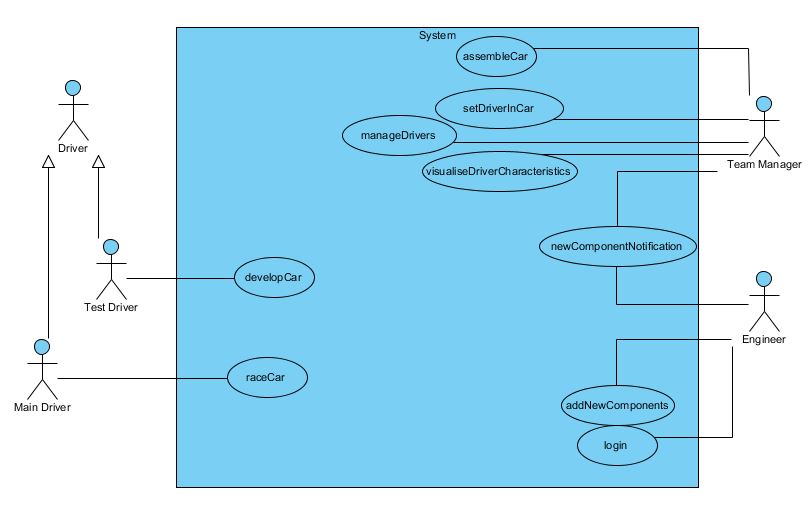 System
assembleCar
setDriverInCar
manageDrivers
Driver
Team Manager
visualiseDriverCharacteristics
newComponentNotification
developCar
Test Driver
Engineer
raceCar
Main Driver
addNewComponents
login